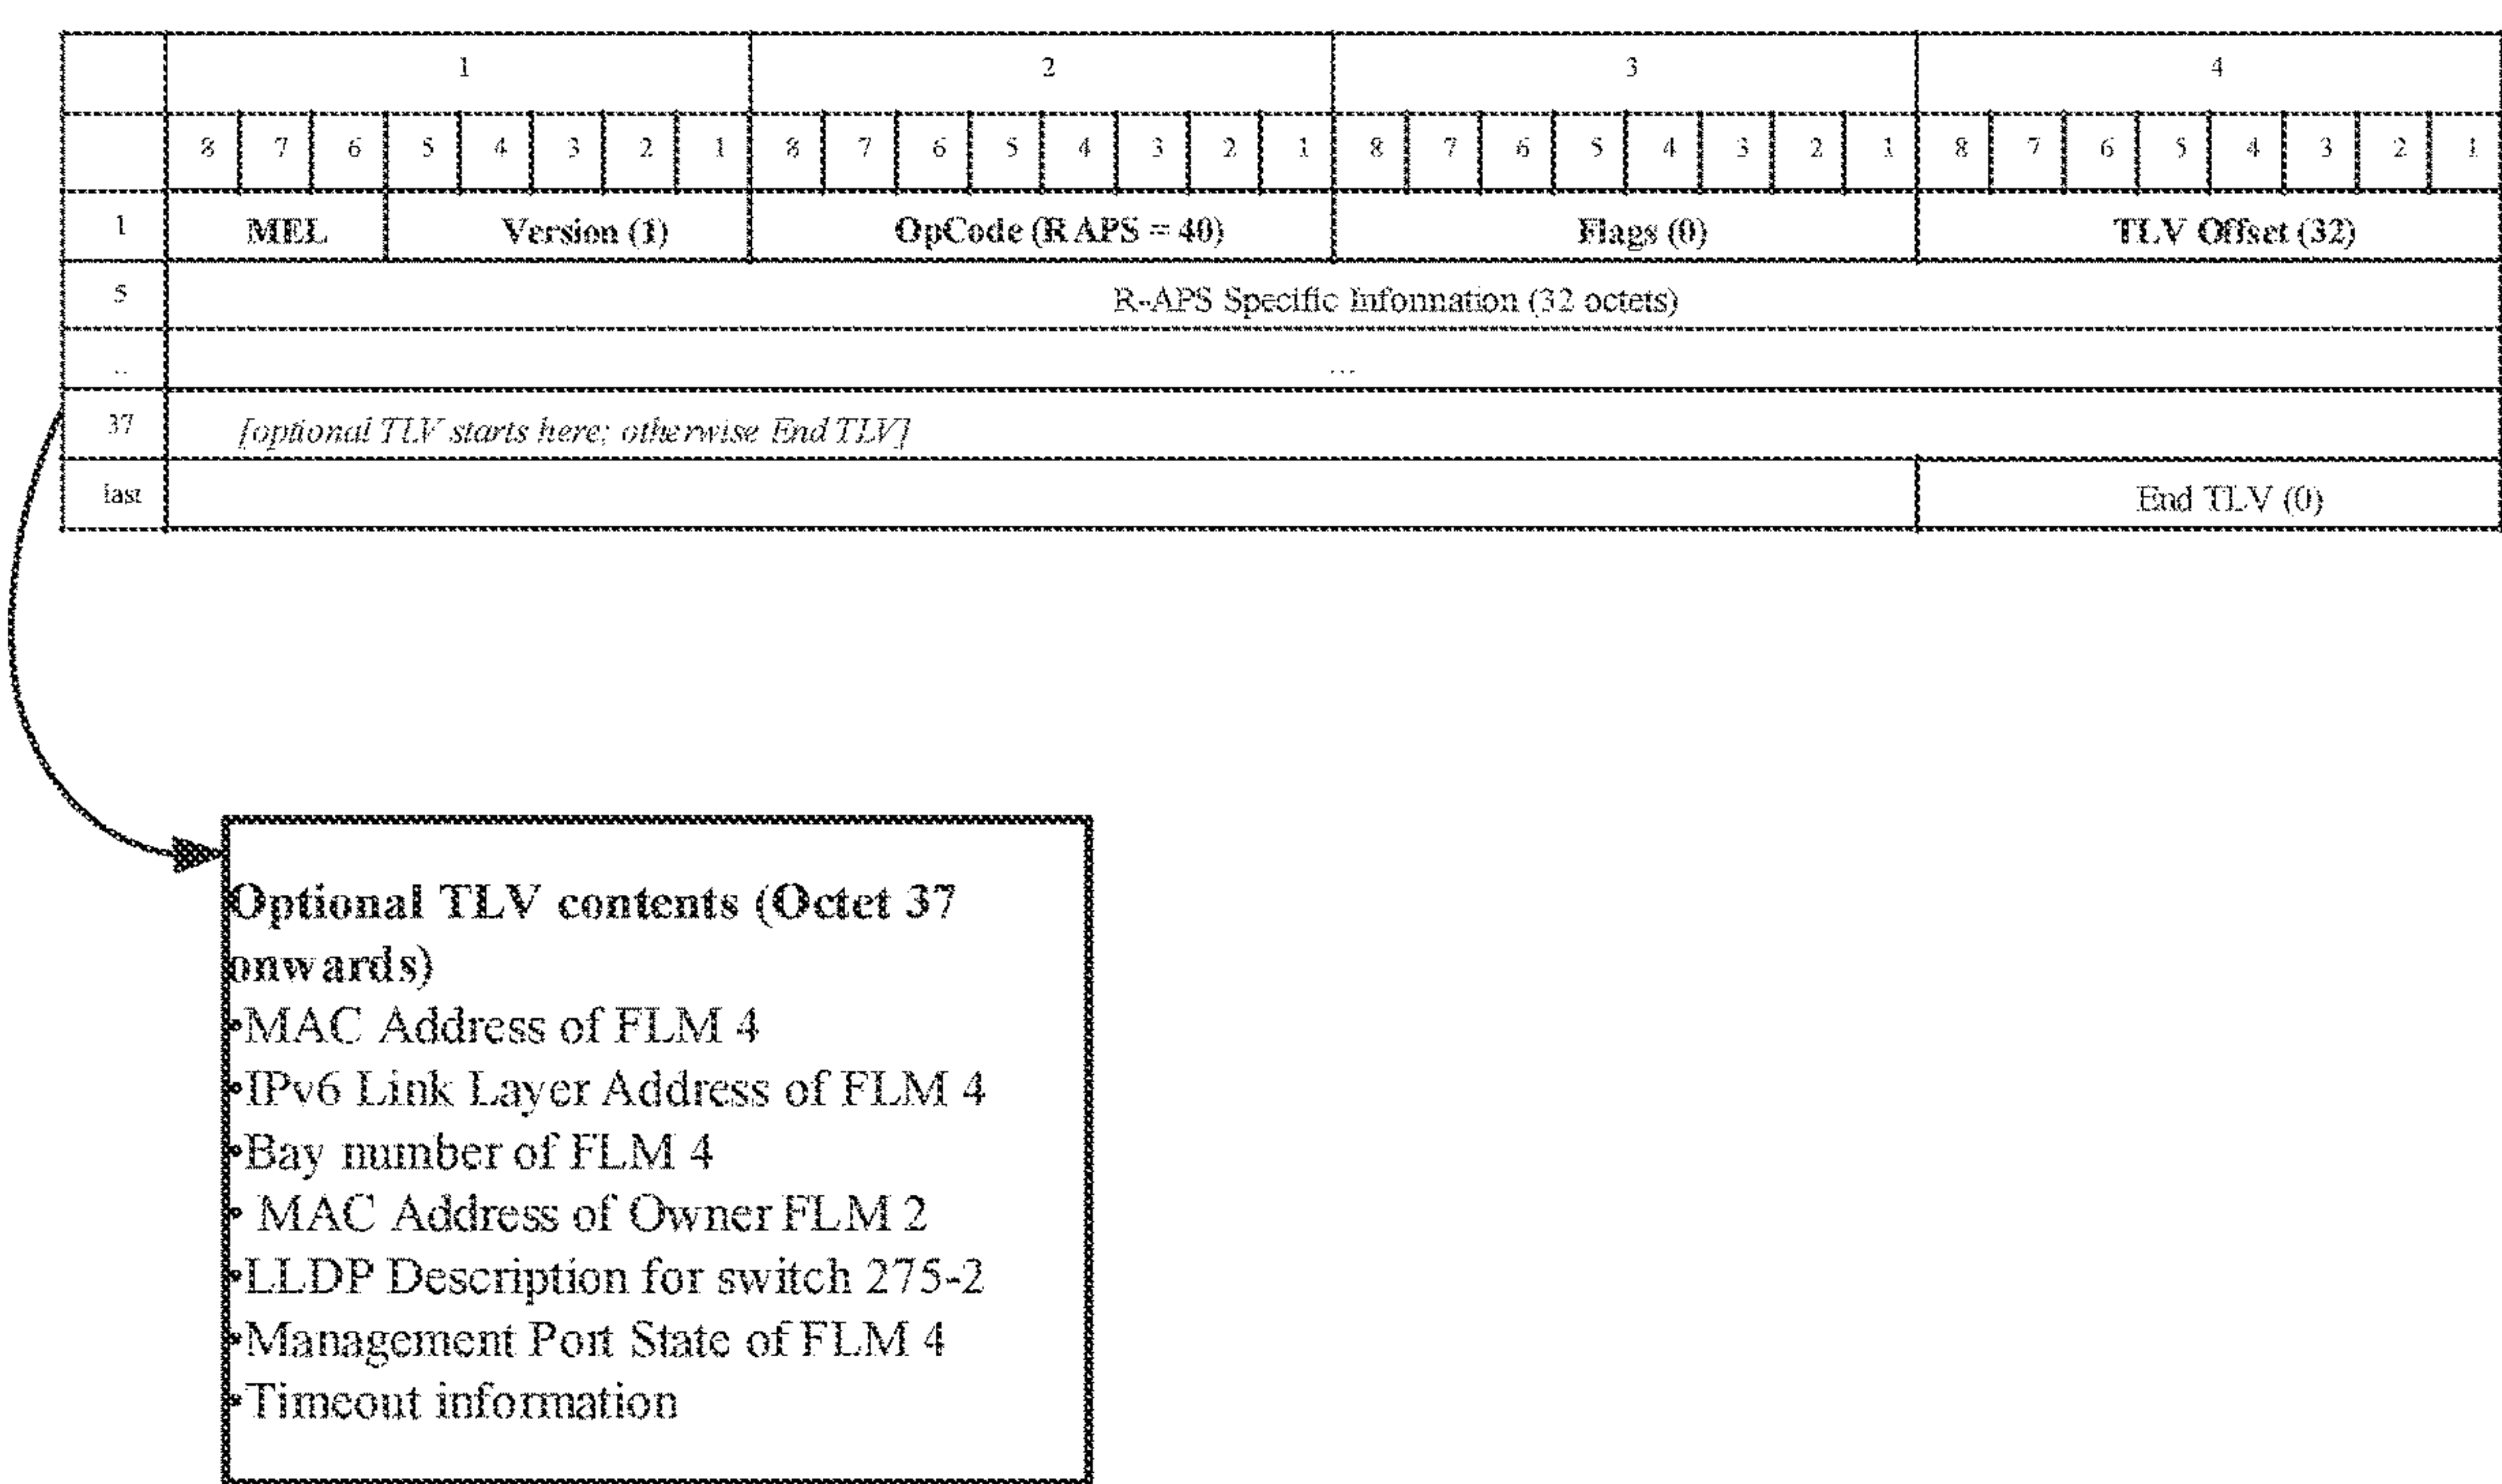 1 2 3 4
8 7 6 5 4 3 2 1 8 7 6 5 4 3 2 1 8 7 6 5 4 3 2 1 8 7 6 5 4 3 2 1
1 MEL Version (1) OpCode (R APS = 40) Flags (0) TLV Offset (32)
5 R-APS Specific Information (32 octets)
.. ...
37 [optional TLV starts here; otherwise End TLV]
last End TLV (0)
Optional TLV contents (Octet 37
onwards)
•MAC Address of FLM 4
•IPv6 Link Layer Address of FLM 4
•Bay number of FLM 4
• MAC Address of Owner FLM 2
•LLDP Description for switch 275-2
•Management Port State of FLM 4
•Timeout information